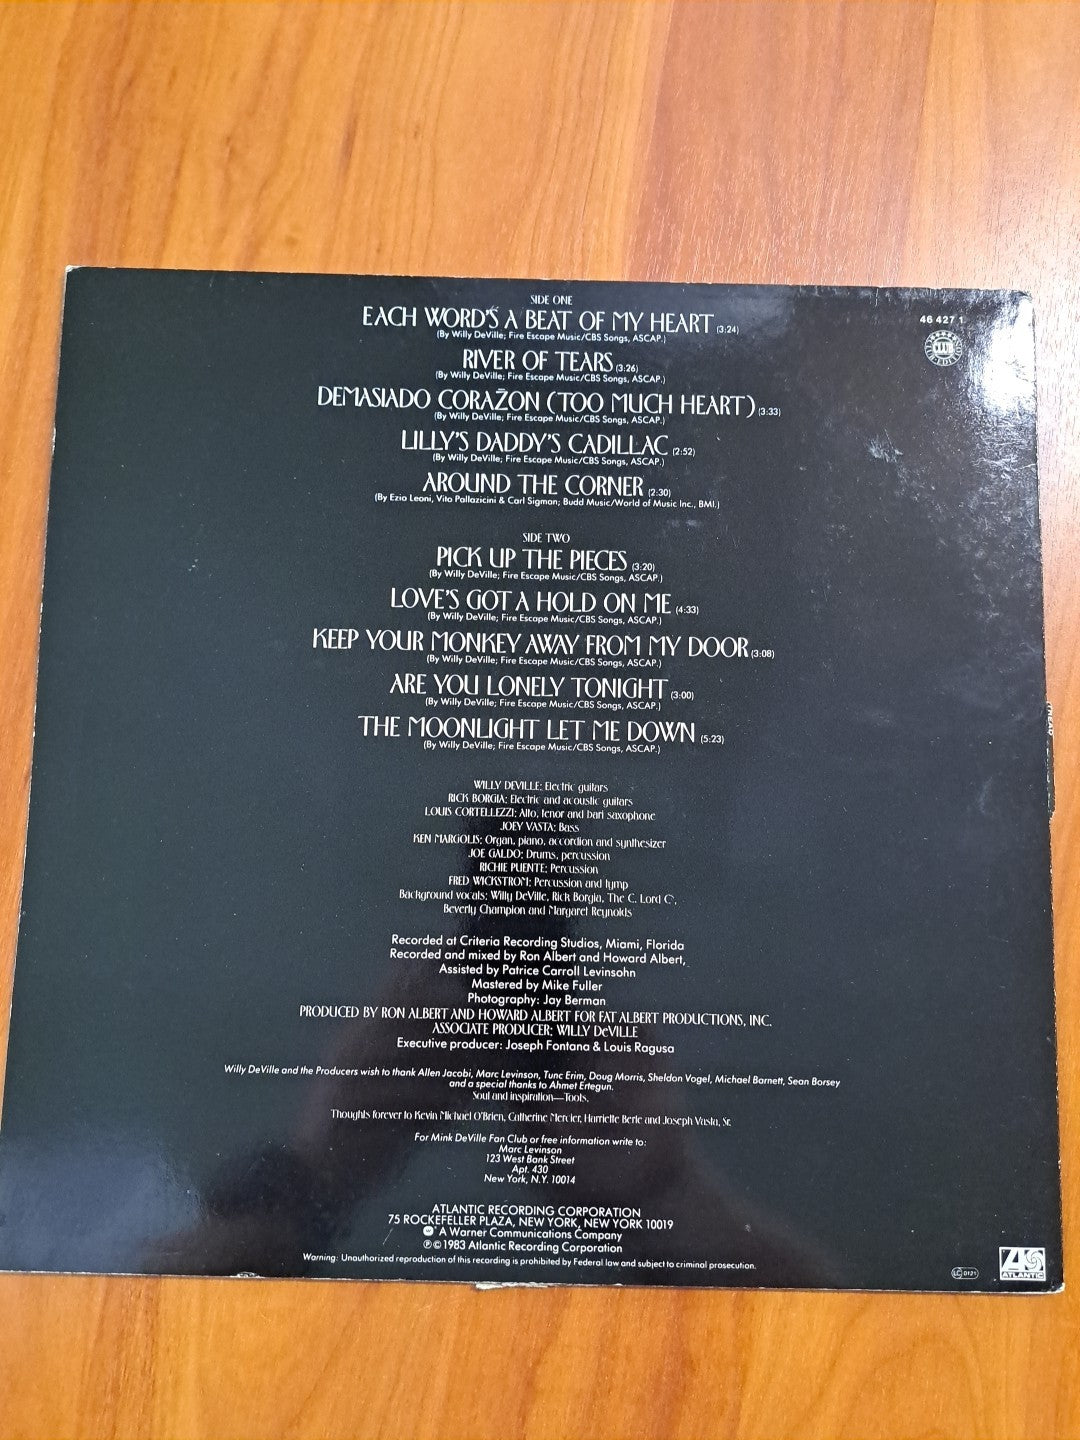 46 427 1
CLUB
SIDE ONE
EACH WORD'S A BEAT OF MY HEART (3:24)
(By Willy DeVille; Fire Escape Music/CBS Songs, ASCAP.)
RIVER OF TEARS (3:26)
(By Willy DeVille; Fire Escape Music/CBS Songs, ASCAP.)
DEMASIADO CORAŻON (TOO MUCH HEART) (3:33)
(By Willy DeVille; Fire Escape Music/CBS Songs, ASCAP.)
LILLY'S DADDY'S CADILLAC (2:52)
(By Willy DeVille; Fire Escape Music/CBS Songs, ASCAP.)
AROUND THE CORNER (2:30)
(By Ezio Leoni, Vito Pallazicini & Carl Sigman; Budd Music/World of Music Inc., BMI.)
SIDE TWO
PICK UP THE PIECES (3:20)
(By Willy DeVille; Fire Escape Music/CBS Songs, ASCAP.)
LOVE'S GOT A HOLD ON ME (4:33)
(By Willy DeVille; Fire Escape Music/CBS Songs, ASCAP.)
KEEP YOUR MONKEY AWAY FROM MY DOOR (3:08)
(By Willy DeVille; Fire Escape Music/CBS Songs, ASCAP.)
ARE YOU LONELY TONIGHT (3:00)
(By Willy DeVille; Fire Escape Music/CBS Songs, ASCAP.)
THE MOONLIGHT LET ME DOWN (5:23)
(By Willy DeVille; Fire Escape Music/CBS Songs, ASCAP.)
WILLY DEVILLE: Electric guitars
RICK BORGIA: Electric and acoustic guitars
LOUIS CORTELLEZZI: Alto, tenor and bari saxophone
JOEY VASTA: Bass
KEN MARGOLIS: Organ, piano, accordion and synthesizer
JOE GALDO: Drums, percussion
RICHIE PUENTE: Percussion
FRED WICKSTROM: Percussion and tymp
Background vocals: Willy DeVille, Rick Borgia, The C. Lord C.,
Beverly Champion and Margaret Reynolds
Recorded at Criteria Recording Studios, Miami, Florida
Recorded and mixed by Ron Albert and Howard Albert,
Assisted by Patrice Carroll Levinsohn
Mastered by Mike Fuller
Photography: Jay Berman
PRODUCED BY RON ALBERT AND HOWARD ALBERT FOR FAT ALBERT PRODUCTIONS, INC.
ASSOCIATE PRODUCER: WILLY DeVILLE
Executive producer: Joseph Fontana & Louis Ragusa
Willy DeVille and the Producers wish to thank Allen Jacobi, Marc Levinson, Tunc Erim, Doug Morris, Sheldon Vogel, Michael Barnett, Sean Borsey
and a special thanks to Ahmet Ertegun.
Soul and inspiration—Toots.
Thoughts forever to Kevin Michael O'Brien, Catherine Mercier, Harriette Berle and Joseph Vasta, Sr.
For Mink DeVille Fan Club or free information write to:
Marc Levinson
123 West Bank Street
Apt. 430
New York, N.Y. 10014
ATLANTIC RECORDING CORPORATION
75 ROCKEFELLER PLAZA, NEW YORK, NEW YORK 10019
A Warner Communications Company
℗ © 1983 Atlantic Recording Corporation
Warning: Unauthorized reproduction of this recording is prohibited by Federal law and subject to criminal prosecution.
LC 0121
ATLANTIC